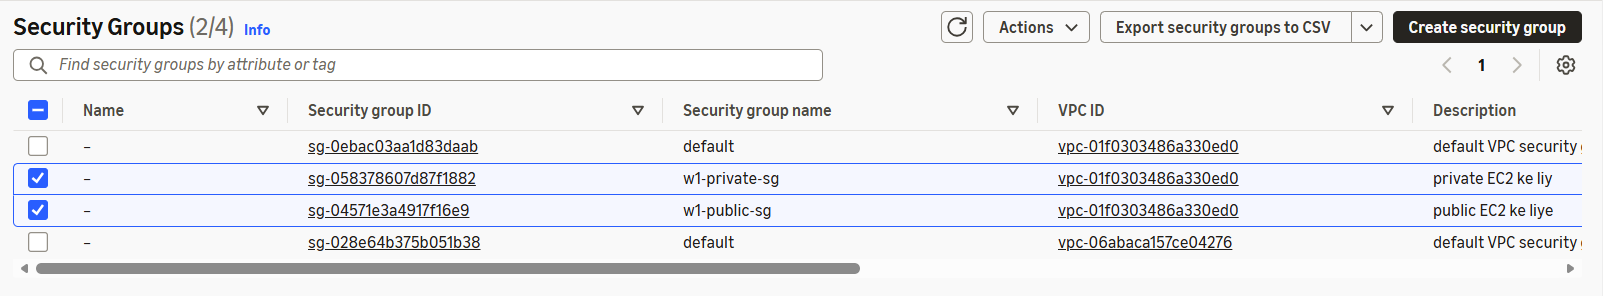 Security Groups (2/4) Info Actions Export security groups to CSV Create security group
Find security groups by attribute or tag 1
Name Security group ID Security group name VPC ID Description
– sg-0ebac03aa1d83daab default vpc-01f0303486a330ed0 default VPC security
– sg-058378607d87f1882 w1-private-sg vpc-01f0303486a330ed0 private EC2 ke liy
– sg-04571e3a4917f16e9 w1-public-sg vpc-01f0303486a330ed0 public EC2 ke liye
– sg-028e64b375b051b38 default vpc-06abaca157ce04276 default VPC security